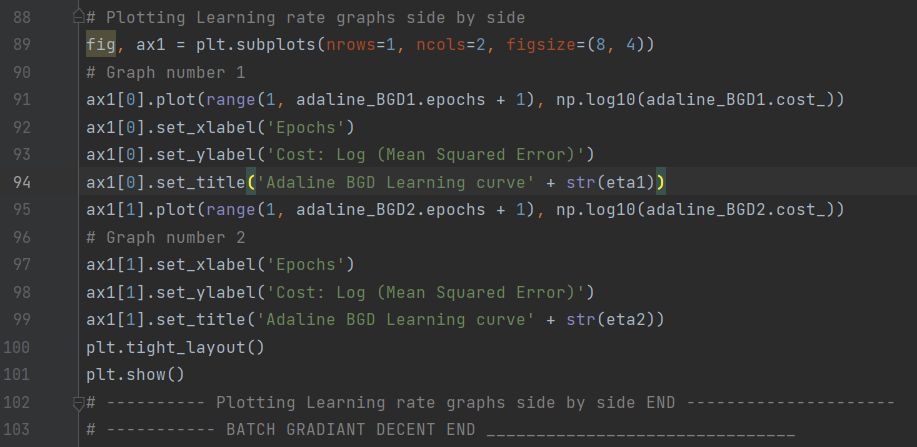 88 # Plotting Learning rate graphs side by side
89 fig, ax1 = plt.subplots(nrows=1, ncols=2, figsize=(8, 4))
90 # Graph number 1
91 ax1[0].plot(range(1, adaline_BGD1.epochs + 1), np.log10(adaline_BGD1.cost_))
92 ax1[0].set_xlabel('Epochs')
93 ax1[0].set_ylabel('Cost: Log (Mean Squared Error)')
94 ax1[0].set_title('Adaline BGD Learning curve' + str(eta1))
95 ax1[1].plot(range(1, adaline_BGD2.epochs + 1), np.log10(adaline_BGD2.cost_))
96 # Graph number 2
97 ax1[1].set_xlabel('Epochs')
98 ax1[1].set_ylabel('Cost: Log (Mean Squared Error)')
99 ax1[1].set_title('Adaline BGD Learning curve' + str(eta2))
100 plt.tight_layout()
101 plt.show()
102 # ---------- Plotting Learning rate graphs side by side END ---------------------
103 # ----------- BATCH GRADIANT DECENT END _______________________________